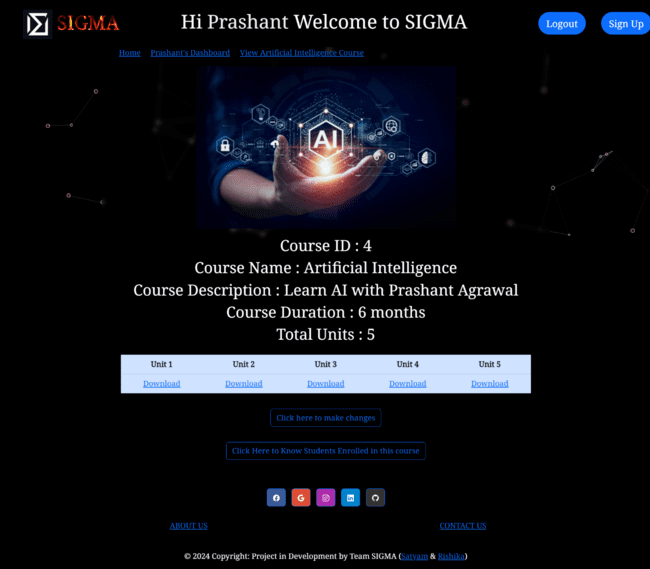 SIGMA
Hi Prashant Welcome to SIGMA
Logout
Sign Up
Home Prashant's Dashboard View Artificial Intelligence Course
AI
Course ID : 4
Course Name : Artificial Intelligence
Course Description : Learn AI with Prashant Agrawal
Course Duration : 6 months
Total Units : 5
Unit 1 Unit 2 Unit 3 Unit 4 Unit 5
Download Download Download Download Download
Click here to make changes
Click Here to Know Students Enrolled in this course
ABOUT US CONTACT US
© 2024 Copyright: Project in Development by Team SIGMA (Satyam & Rishika)